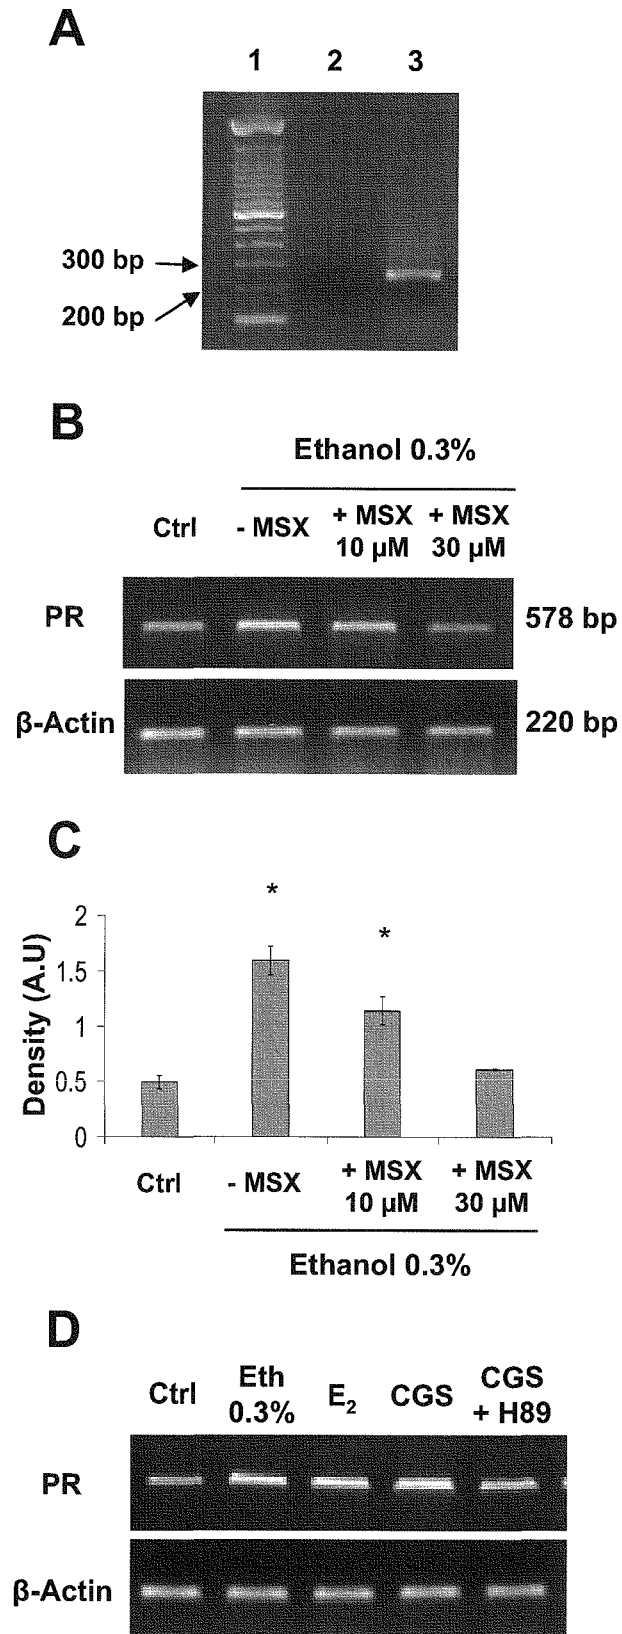 A
1 2 3
300 bp
200 bp
B
Ethanol 0.3%
Ctrl - MSX + MSX 10 µM + MSX 30 µM
PR 578 bp
β-Actin 220 bp
C
* *
Density (A.U)
2
1.5
1
0.5
0
Ctrl - MSX + MSX 10 µM + MSX 30 µM
Ethanol 0.3%
D
Ctrl Eth 0.3% E₂ CGS CGS + H89
PR
β-Actin